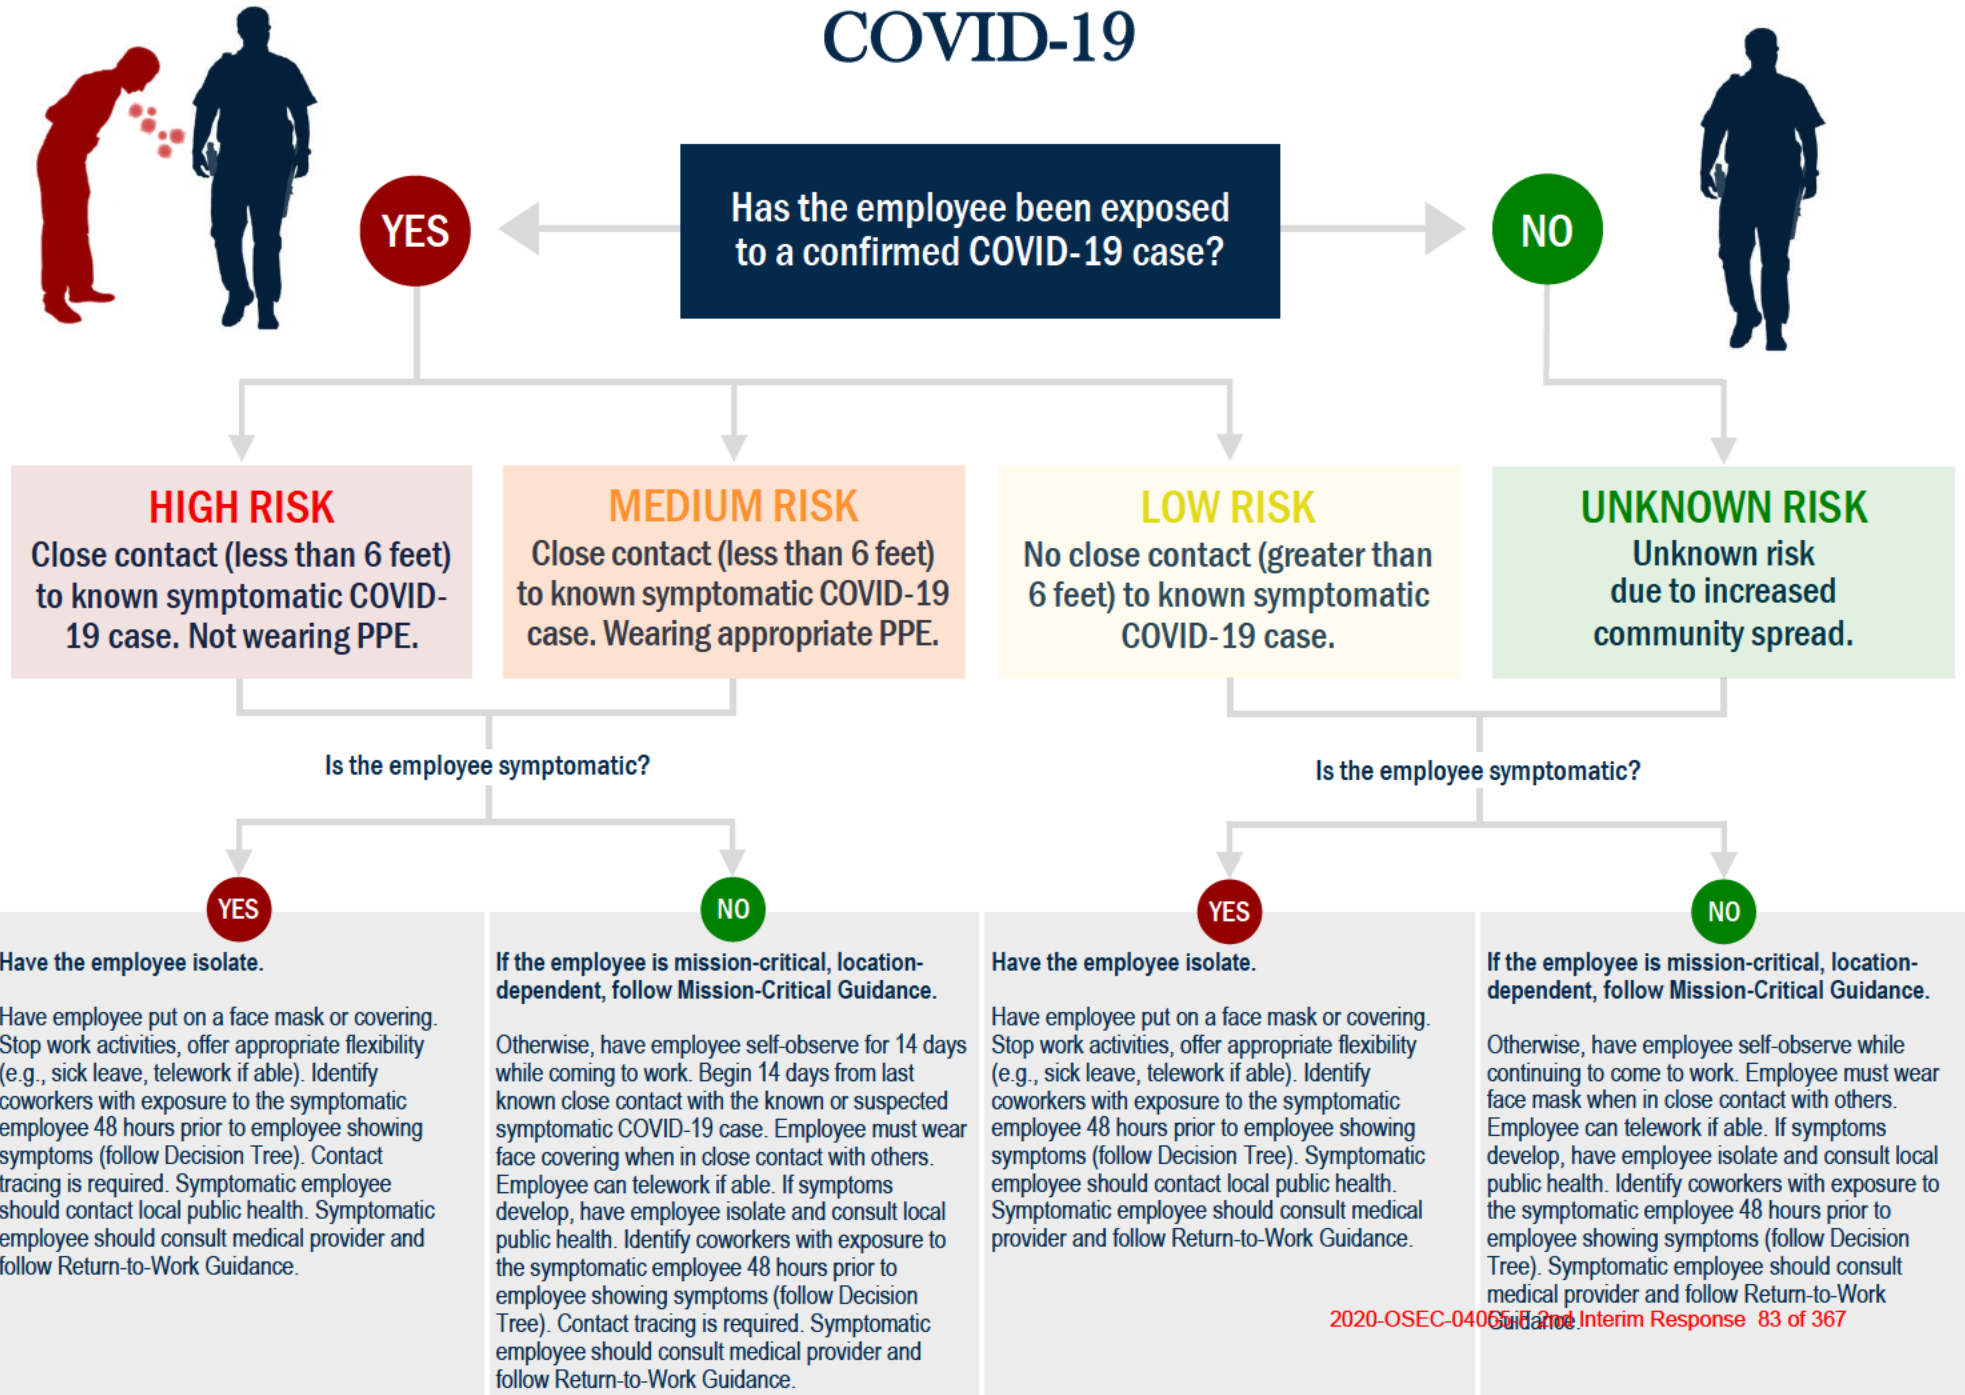 COVID-19
Has the employee been exposed
to a confirmed COVID-19 case?
YES
NO
HIGH RISK
Close contact (less than 6 feet)
to known symptomatic COVID-
19 case. Not wearing PPE.
MEDIUM RISK
Close contact (less than 6 feet)
to known symptomatic COVID-19
case. Wearing appropriate PPE.
LOW RISK
No close contact (greater than
6 feet) to known symptomatic
COVID-19 case.
UNKNOWN RISK
Unknown risk
due to increased
community spread.
Is the employee symptomatic?
YES
Have the employee isolate.
Have employee put on a face mask or covering.
Stop work activities, offer appropriate flexibility
(e.g., sick leave, telework if able). Identify
coworkers with exposure to the symptomatic
employee 48 hours prior to employee showing
symptoms (follow Decision Tree). Contact
tracing is required. Symptomatic employee
should contact local public health. Symptomatic
employee should consult medical provider and
follow Return-to-Work Guidance.
NO
If the employee is mission-critical, location-
dependent, follow Mission-Critical Guidance.
Otherwise, have employee self-observe for 14 days
while coming to work. Begin 14 days from last
known close contact with the known or suspected
symptomatic COVID-19 case. Employee must wear
face covering when in close contact with others.
Employee can telework if able. If symptoms
develop, have employee isolate and consult local
public health. Identify coworkers with exposure to
the symptomatic employee 48 hours prior to
employee showing symptoms (follow Decision
Tree). Contact tracing is required. Symptomatic
employee should consult medical provider and
follow Return-to-Work Guidance.
Is the employee symptomatic?
YES
Have the employee isolate.
Have employee put on a face mask or covering.
Stop work activities, offer appropriate flexibility
(e.g., sick leave, telework if able). Identify
coworkers with exposure to the symptomatic
employee 48 hours prior to employee showing
symptoms (follow Decision Tree). Symptomatic
employee should contact local public health.
Symptomatic employee should consult medical
provider and follow Return-to-Work Guidance.
NO
If the employee is mission-critical, location-
dependent, follow Mission-Critical Guidance.
Otherwise, have employee self-observe while
continuing to come to work. Employee must wear
face mask when in close contact with others.
Employee can telework if able. If symptoms
develop, have employee isolate and consult local
public health. Identify coworkers with exposure to
the symptomatic employee 48 hours prior to
employee showing symptoms (follow Decision
Tree). Symptomatic employee should consult
medical provider and follow Return-to-Work
Guidance.
2020-OSEC-04055-F 2nd Interim Response 83 of 367